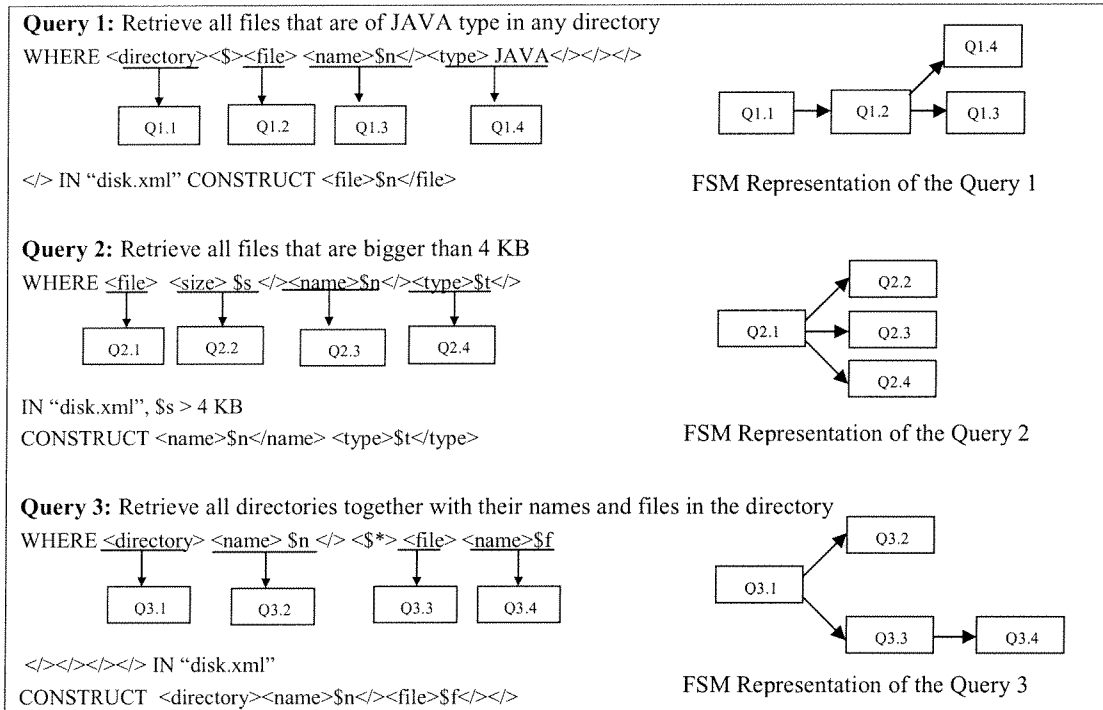 Query 1: Retrieve all files that are of JAVA type in any directory
WHERE <directory><$><file> <name>$n</><type> JAVA</></></>
Q1.1 Q1.2 Q1.3 Q1.4
</> IN “disk.xml” CONSTRUCT <file>$n</file>
Q1.4
Q1.1 Q1.2 Q1.3
FSM Representation of the Query 1
Query 2: Retrieve all files that are bigger than 4 KB
WHERE <file> <size> $s </><name>$n</><type>$t</>
Q2.1 Q2.2 Q2.3 Q2.4
IN “disk.xml”, $s > 4 KB
CONSTRUCT <name>$n</name> <type>$t</type>
Q2.2
Q2.1 Q2.3
Q2.4
FSM Representation of the Query 2
Query 3: Retrieve all directories together with their names and files in the directory
WHERE <directory> <name> $n </> <$*> <file> <name>$f
Q3.1 Q3.2 Q3.3 Q3.4
</></></></> IN “disk.xml”
CONSTRUCT <directory><name>$n</><file>$f</></>
Q3.2
Q3.1
Q3.3 Q3.4
FSM Representation of the Query 3